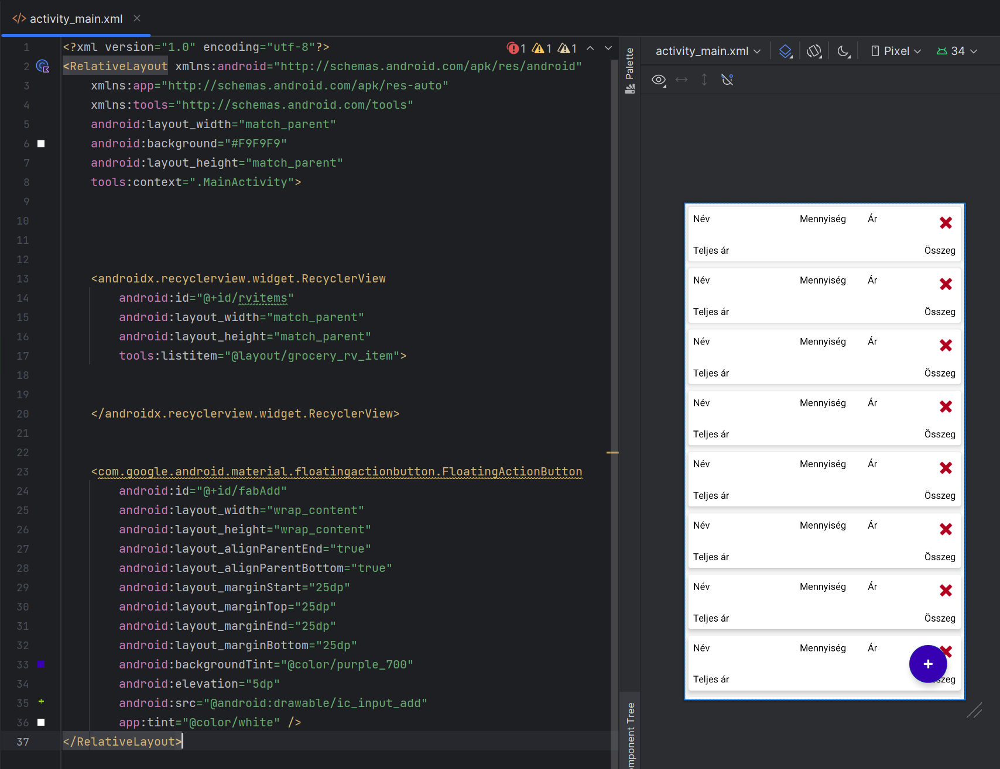 activity_main.xml
1 <?xml version="1.0" encoding="utf-8"?>
2 <RelativeLayout xmlns:android="http://schemas.android.com/apk/res/android"
3 xmlns:app="http://schemas.android.com/apk/res-auto"
4 xmlns:tools="http://schemas.android.com/tools"
5 android:layout_width="match_parent"
6 android:background="#F9F9F9"
7 android:layout_height="match_parent"
8 tools:context=".MainActivity">
9
10
11
12
13 <androidx.recyclerview.widget.RecyclerView
14 android:id="@+id/rvitems"
15 android:layout_width="match_parent"
16 android:layout_height="match_parent"
17 tools:listitem="@layout/grocery_rv_item">
18
19
20 </androidx.recyclerview.widget.RecyclerView>
21
22
23 <com.google.android.material.floatingactionbutton.FloatingActionButton
24 android:id="@+id/fabAdd"
25 android:layout_width="wrap_content"
26 android:layout_height="wrap_content"
27 android:layout_alignParentEnd="true"
28 android:layout_alignParentBottom="true"
29 android:layout_marginStart="25dp"
30 android:layout_marginTop="25dp"
31 android:layout_marginEnd="25dp"
32 android:layout_marginBottom="25dp"
33 android:backgroundTint="@color/purple_700"
34 android:elevation="5dp"
35 android:src="@android:drawable/ic_input_add"
36 app:tint="@color/white" />
37 </RelativeLayout>
1 1 1
Palette
mponent Tree
activity_main.xml Pixel 34
Név Mennyiség Ár
Teljes ár Összeg
Név Mennyiség Ár
Teljes ár Összeg
Név Mennyiség Ár
Teljes ár Összeg
Név Mennyiség Ár
Teljes ár Összeg
Név Mennyiség Ár
Teljes ár Összeg
Név Mennyiség Ár
Teljes ár Összeg
Név Mennyiség Ár
Teljes ár Összeg
Név Mennyiség Ár
Teljes ár szeg